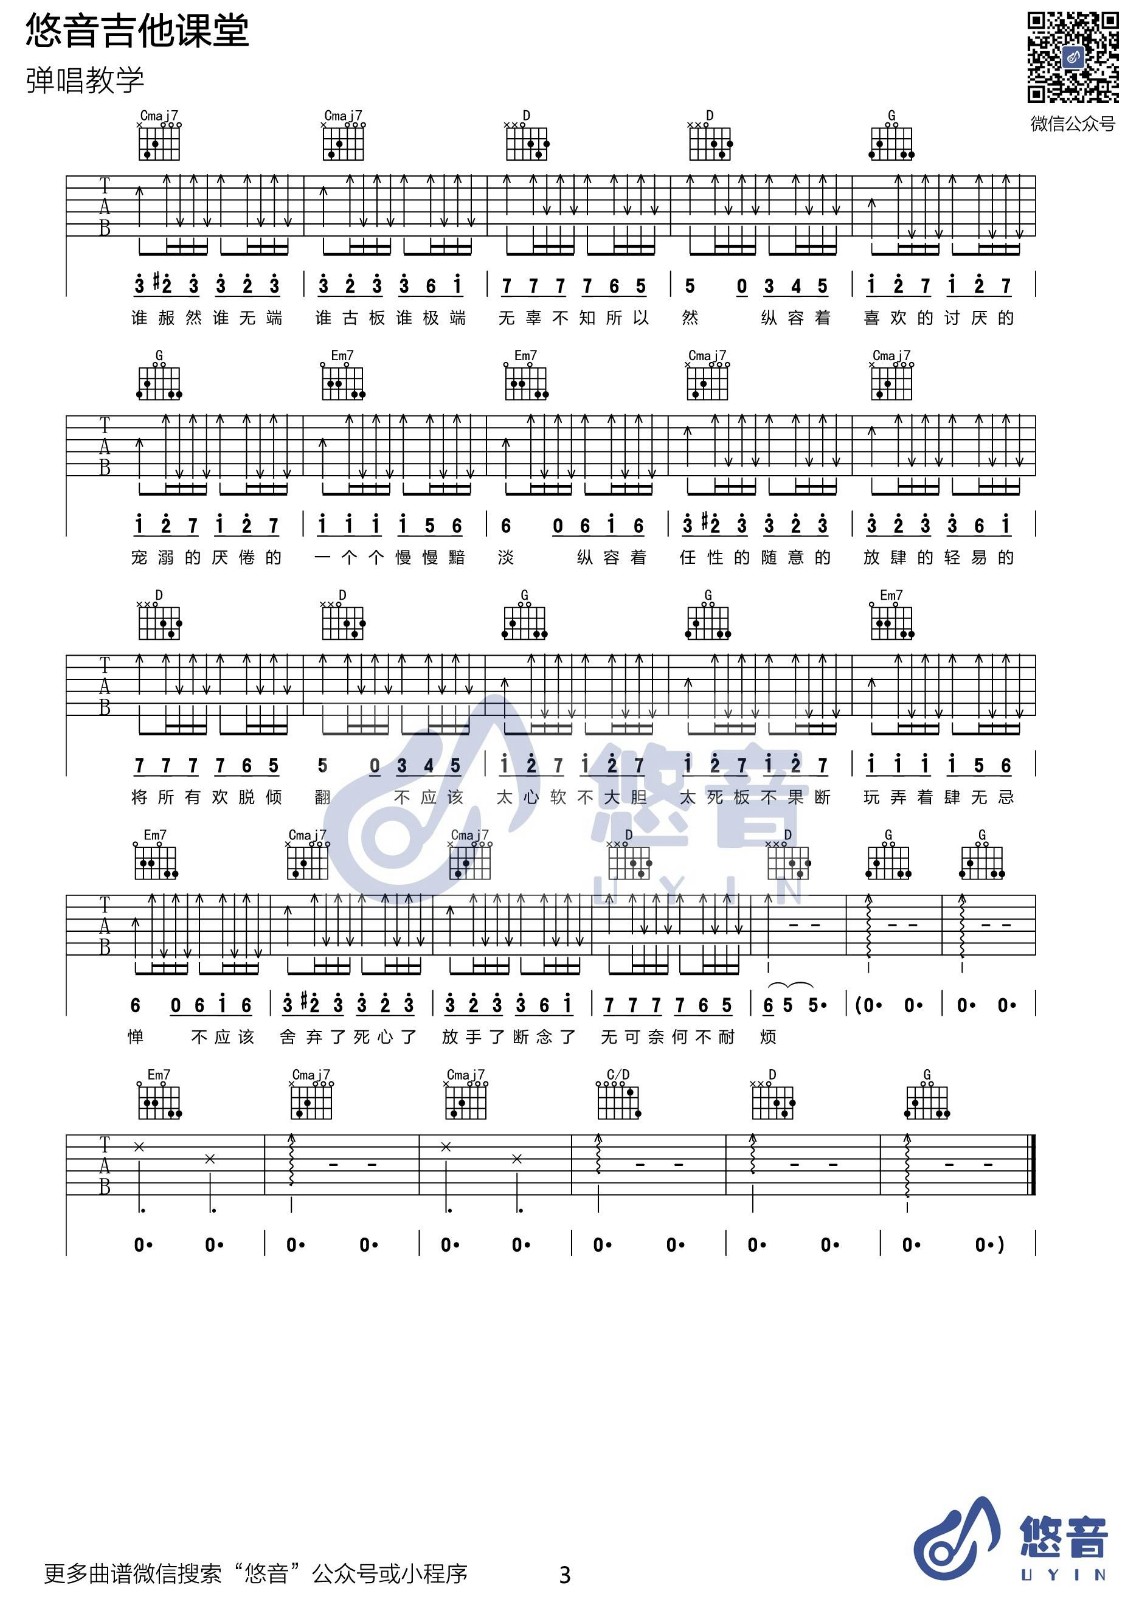 悠音吉他课堂
弹唱教学
微信公众号
Cmaj7 Cmaj7 D D G
T
A
B
3 #2 3 3 2 3 3 2 3 3 6 1 7 7 7 7 6 5 5 0 3 4 5 1 2 7 1 2 7
谁赧然谁无端 谁古板谁极端 无辜不知所以 然 纵容着 喜欢的讨厌的
G Em7 Em7 Cmaj7 Cmaj7
T
A
B
1 2 7 1 2 7 1 1 1 1 5 6 6 0 6 1 6 3 #2 3 3 2 3 3 2 3 3 6 1
宠溺的厌倦的 一个个慢慢黯 淡 纵容着 任性的随意的 放肆的轻易的
D D G G Em7
T
A
B
7 7 7 7 6 5 5 0 3 4 5 1 2 7 1 2 7 1 2 7 1 2 7 1 1 1 1 5 6
将所有欢脱倾 翻 不应该 太心软不大胆 太死板不果断 玩弄着肆无忌
Em7 Cmaj7 Cmaj7 D D G G
T
A
B
6 0 6 1 6 3 #2 3 3 2 3 3 2 3 3 6 1 7 7 7 7 6 5 6 5 5• (0• 0• 0• 0•
惮 不应该 舍弃了死心了 放手了断念了 无可奈何不耐 烦
Em7 Cmaj7 Cmaj7 C/D D G
T
A
B
0• 0• 0• 0• 0• 0• 0• 0• 0• 0• 0• 0•)
悠音
UYIN
悠音
UYIN
更多曲谱微信搜索“悠音”公众号或小程序 3